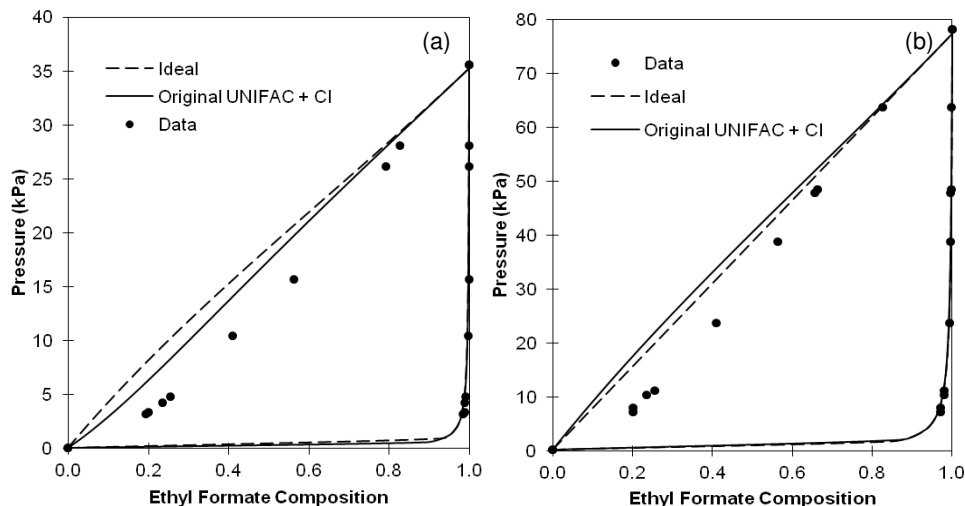 (a)
Ideal
Original UNIFAC + CI
Data
Pressure (kPa)
40
35
30
25
20
15
10
5
0
0.0 0.2 0.4 0.6 0.8 1.0
Ethyl Formate Composition
(b)
Data
Ideal
Original UNIFAC + CI
Pressure (kPa)
80
70
60
50
40
30
20
10
0
0.0 0.2 0.4 0.6 0.8 1.0
Ethyl Formate Composition